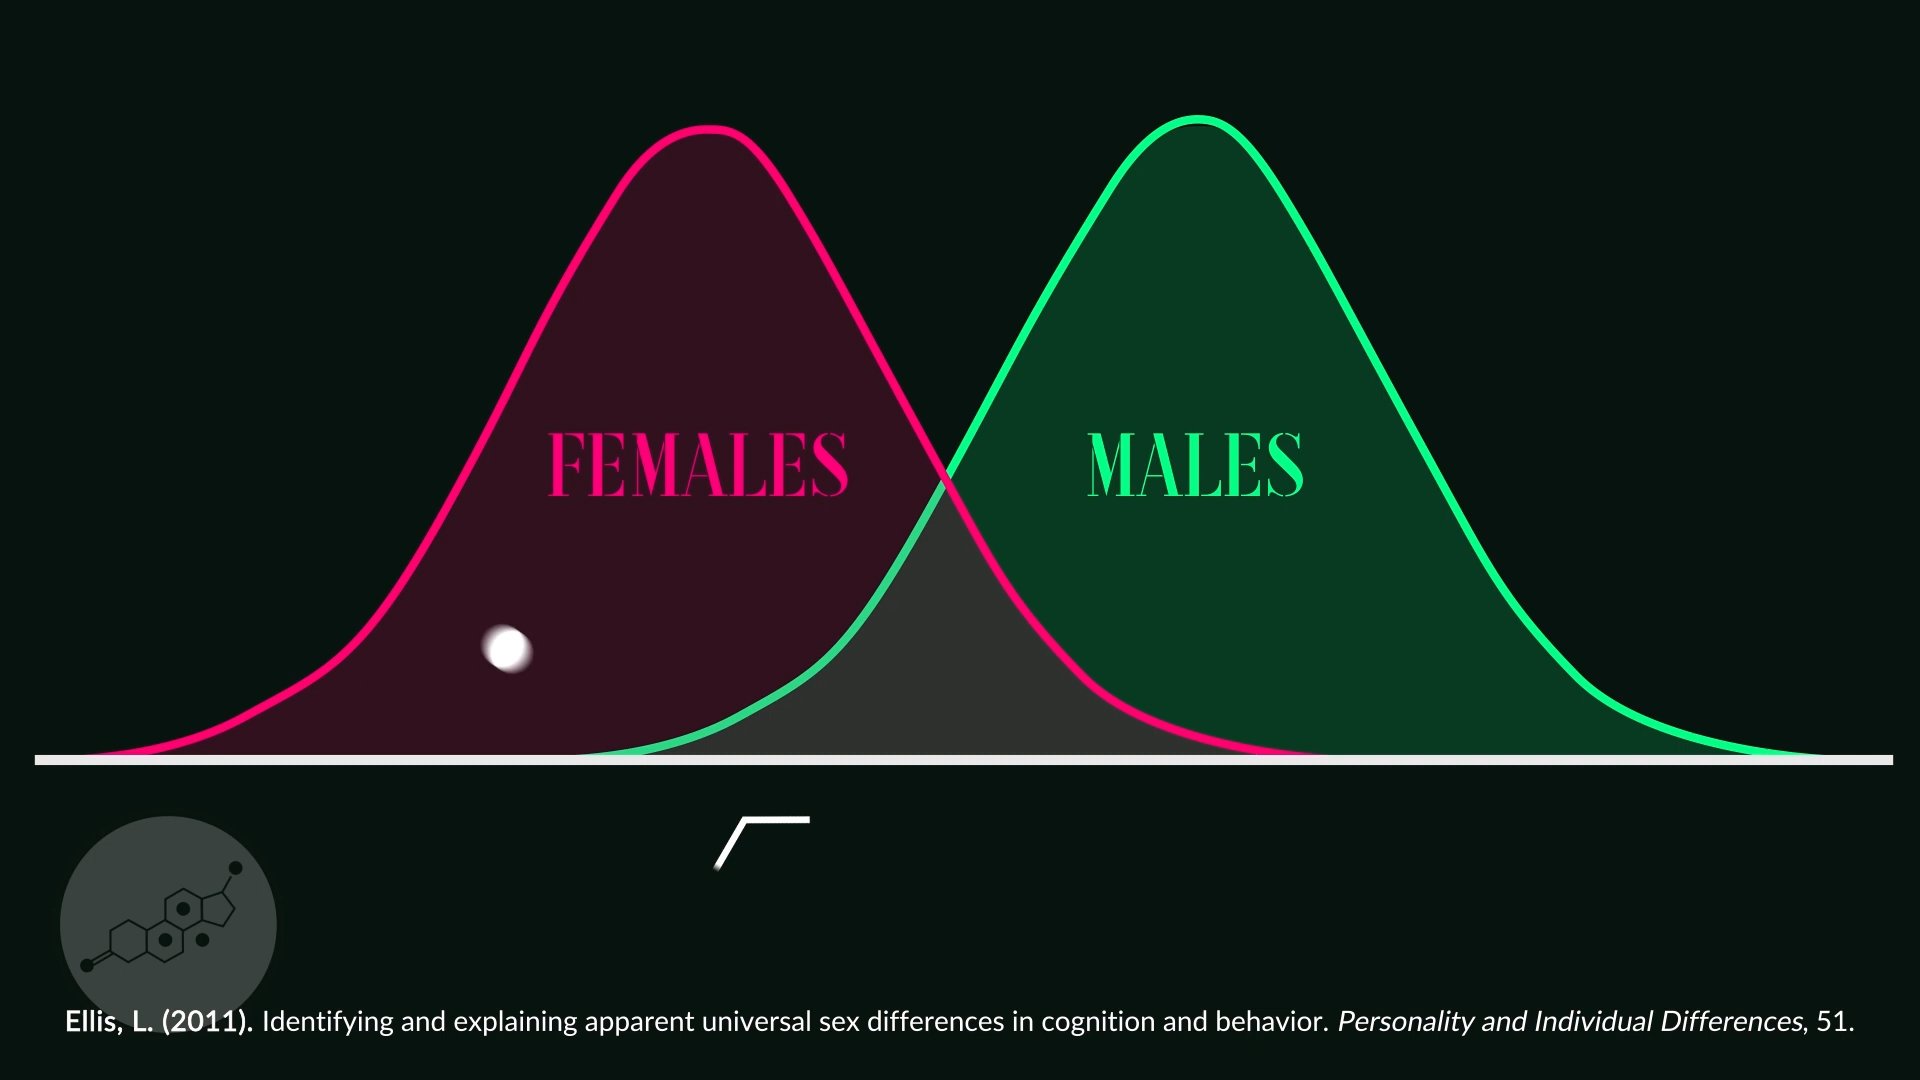 FEMALES
MALES
Ellis, L. (2011). Identifying and explaining apparent universal sex differences in cognition and behavior. Personality and Individual Differences, 51.